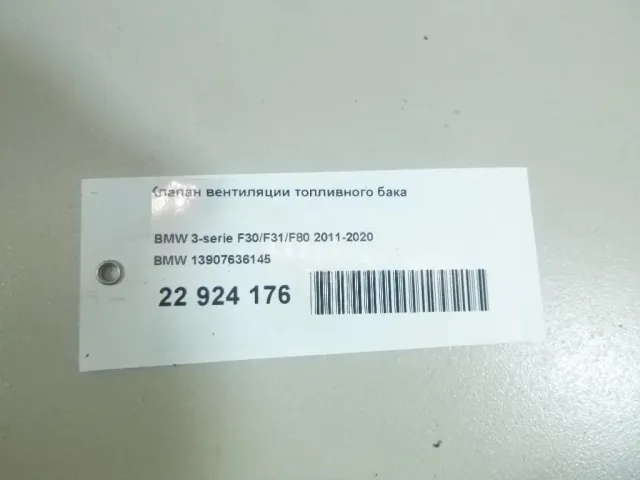 Клапан вентиляции топливного бака
BMW 3-serie F30/F31/F80 2011-2020
BMW 13907636145
22 924 176